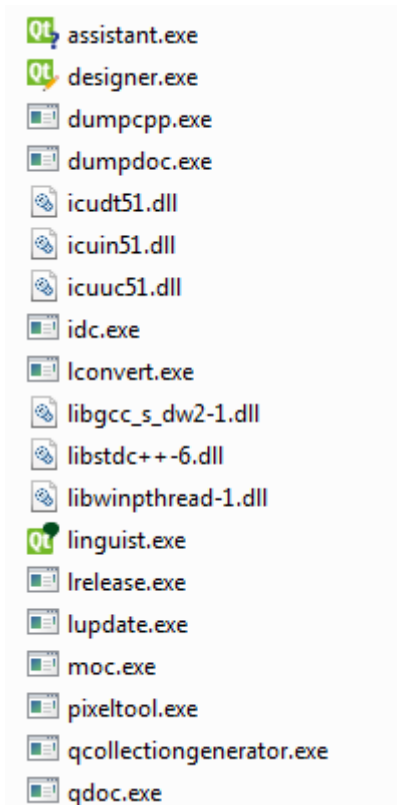 assistant.exe
designer.exe
dumpcpp.exe
dumpdoc.exe
icudt51.dll
icuin51.dll
icuuc51.dll
idc.exe
lconvert.exe
libgcc_s_dw2-1.dll
libstdc++-6.dll
libwinpthread-1.dll
linguist.exe
lrelease.exe
lupdate.exe
moc.exe
pixeltool.exe
qcollectiongenerator.exe
qdoc.exe